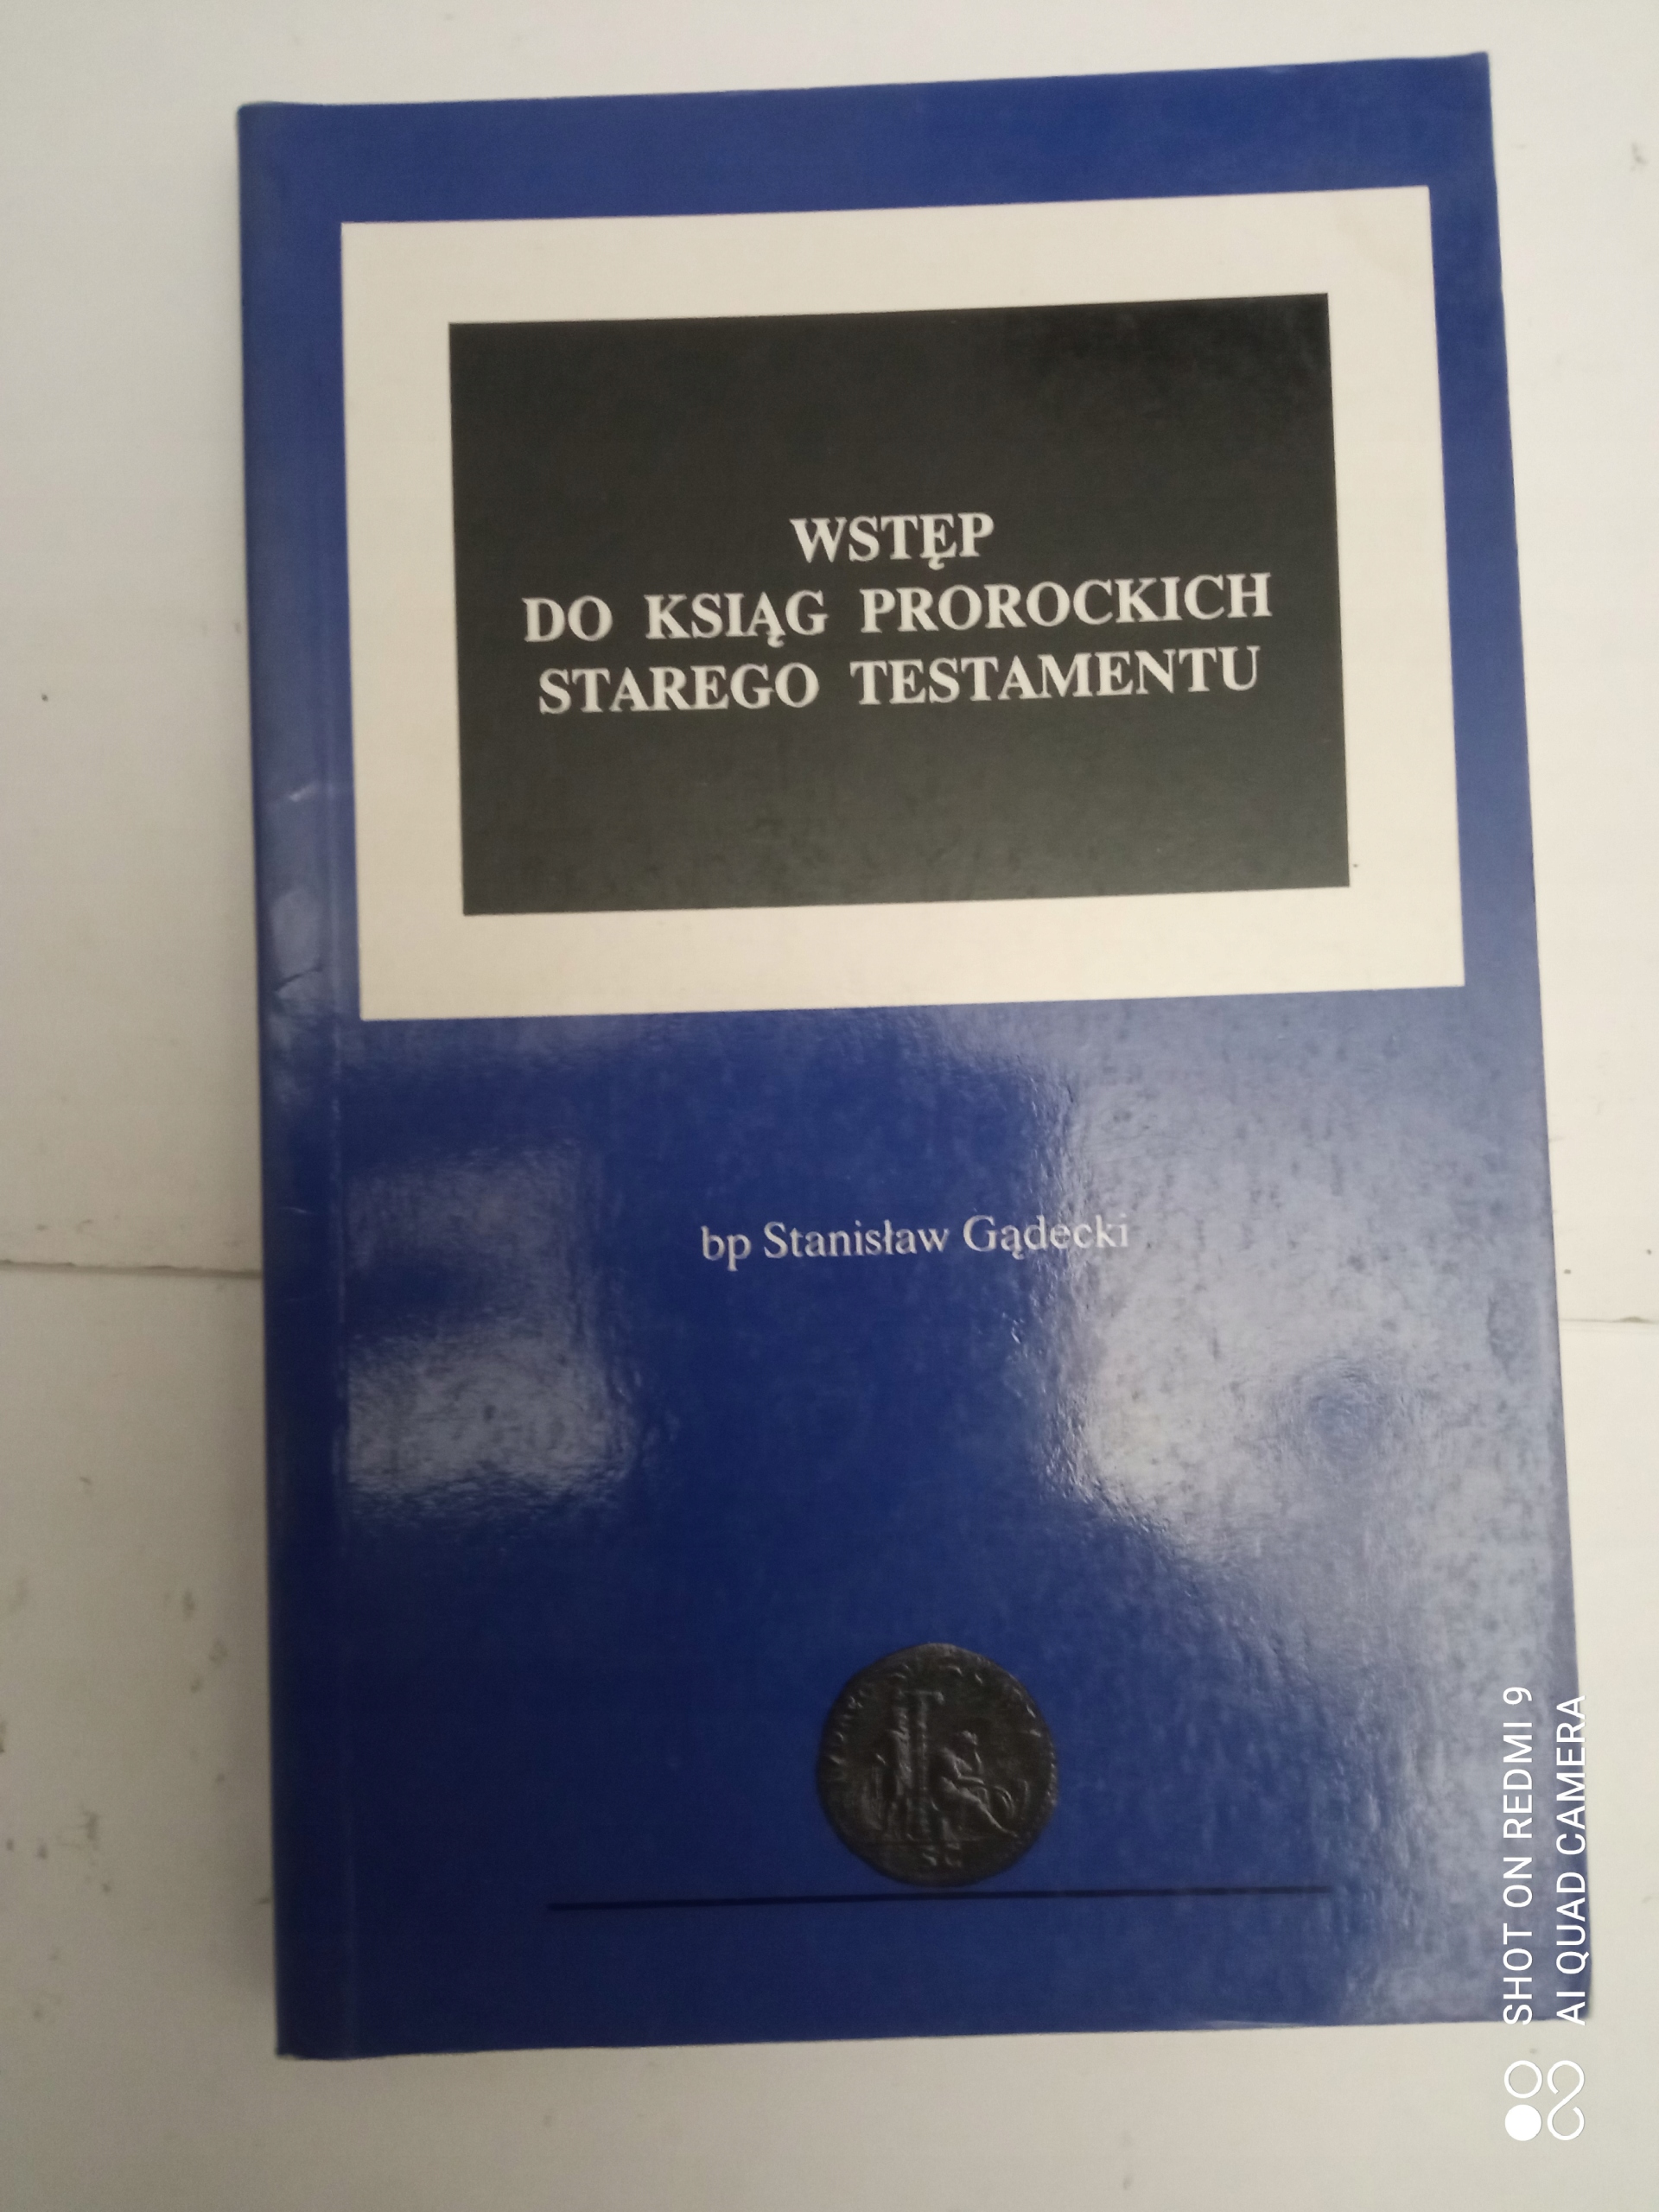 WSTĘP
DO KSIĄG PROROCKICH
STAREGO TESTAMENTU
bp Stanisław Gądecki
S C
SHOT ON REDMI 9
AI QUAD CAMERA